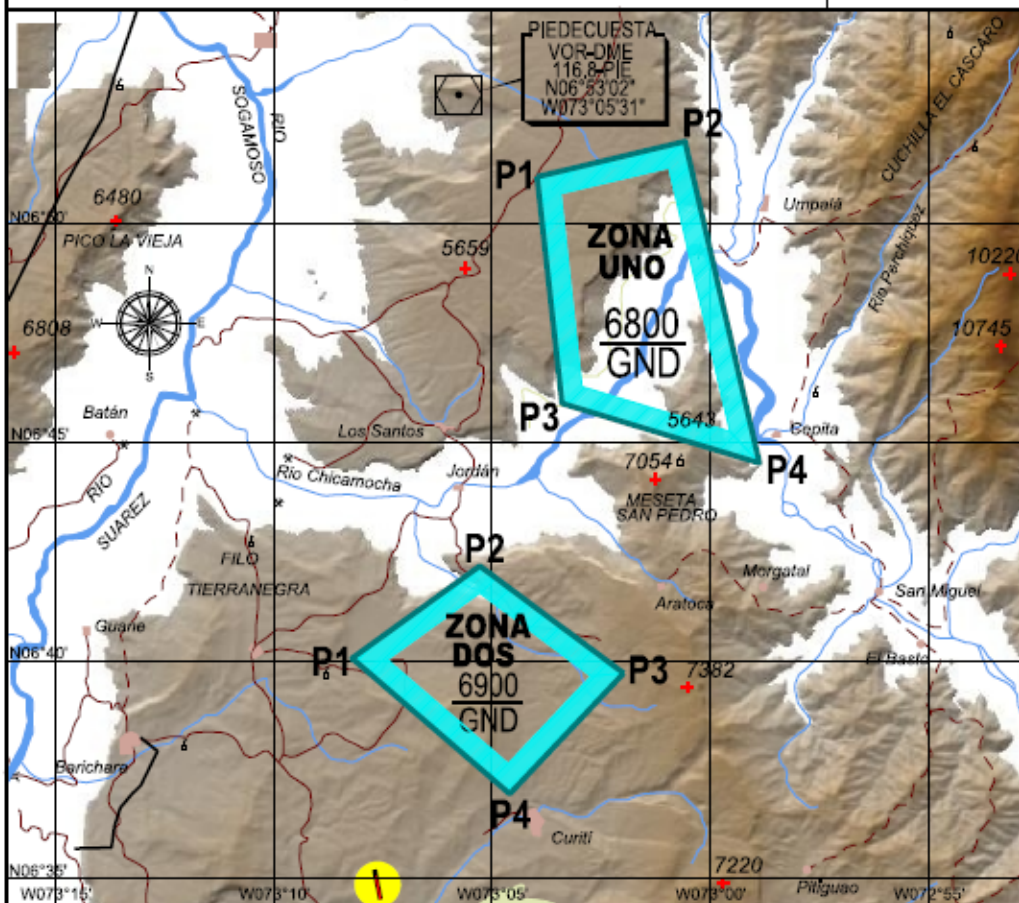 PIEDECUESTA
VOR-DME
116,8 PIE
N06°53'02"
W073°05'31"
RIO
SOGAMOSO
CUCHILLA EL CASCARO
P1
P2
6480
N06°50'
PICO LA VIEJA
5659
ZONA
UNO
6800
GND
Umpalá
Rio Perchiquez
10220
10745
6808
N
W
E
S
P3
5643
P4
Cepita
Batán
Los Santos
N06°45'
RIO
SUAREZ
Rio Chicamocha
Jordán
7054
MESETA
SAN PEDRO
FILO
TIERRANEGRA
P2
Morgatal
Aratoca
San Miguel
Guane
ZONA
DOS
6900
GND
N06°40'
P1
P3
7382
El Basto
Barichara
P4
Curití
N06°35'
7220
Pitiguao
W073°15'
W073°10'
W073°05'
W073°00'
W072°55'